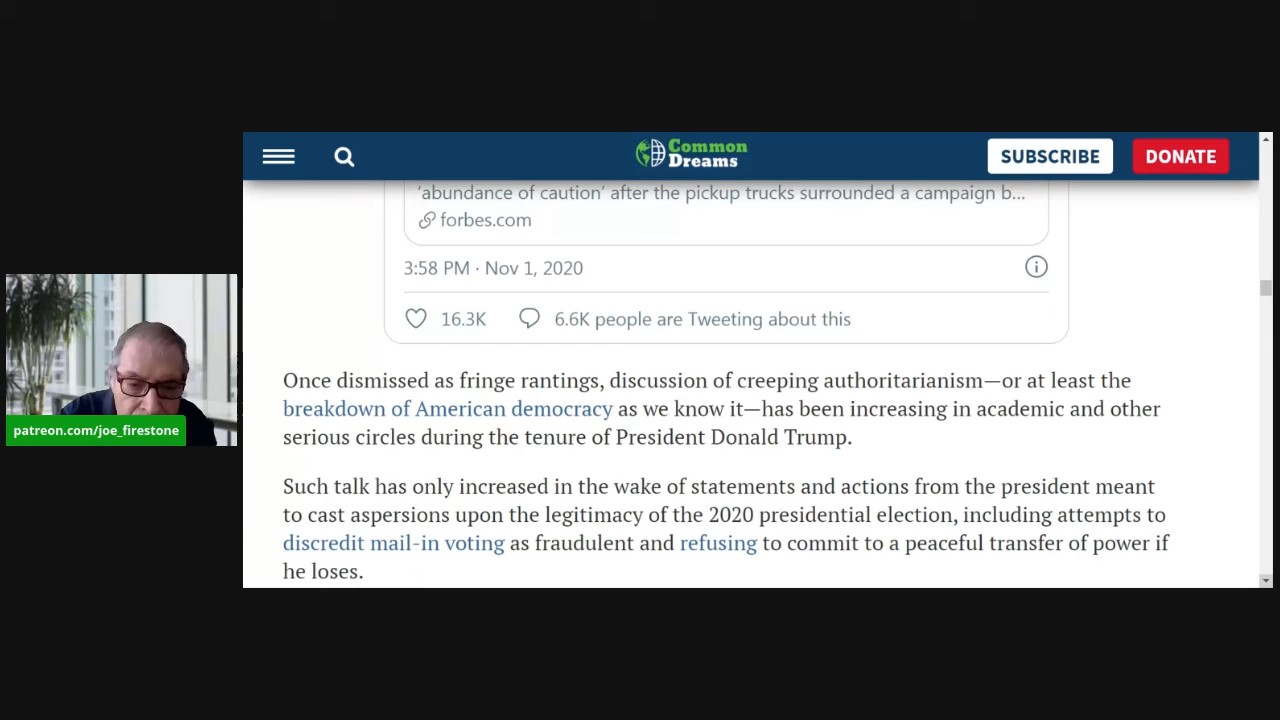 Common
Dreams
SUBSCRIBE
DONATE
'abundance of caution' after the pickup trucks surrounded a campaign b...
forbes.com
3:58 PM · Nov 1, 2020
16.3K
6.6K people are Tweeting about this
Once dismissed as fringe rantings, discussion of creeping authoritarianism—or at least the
breakdown of American democracy as we know it—has been increasing in academic and other
serious circles during the tenure of President Donald Trump.
Such talk has only increased in the wake of statements and actions from the president meant
to cast aspersions upon the legitimacy of the 2020 presidential election, including attempts to
discredit mail-in voting as fraudulent and refusing to commit to a peaceful transfer of power if
he loses.
patreon.com/joe_firestone